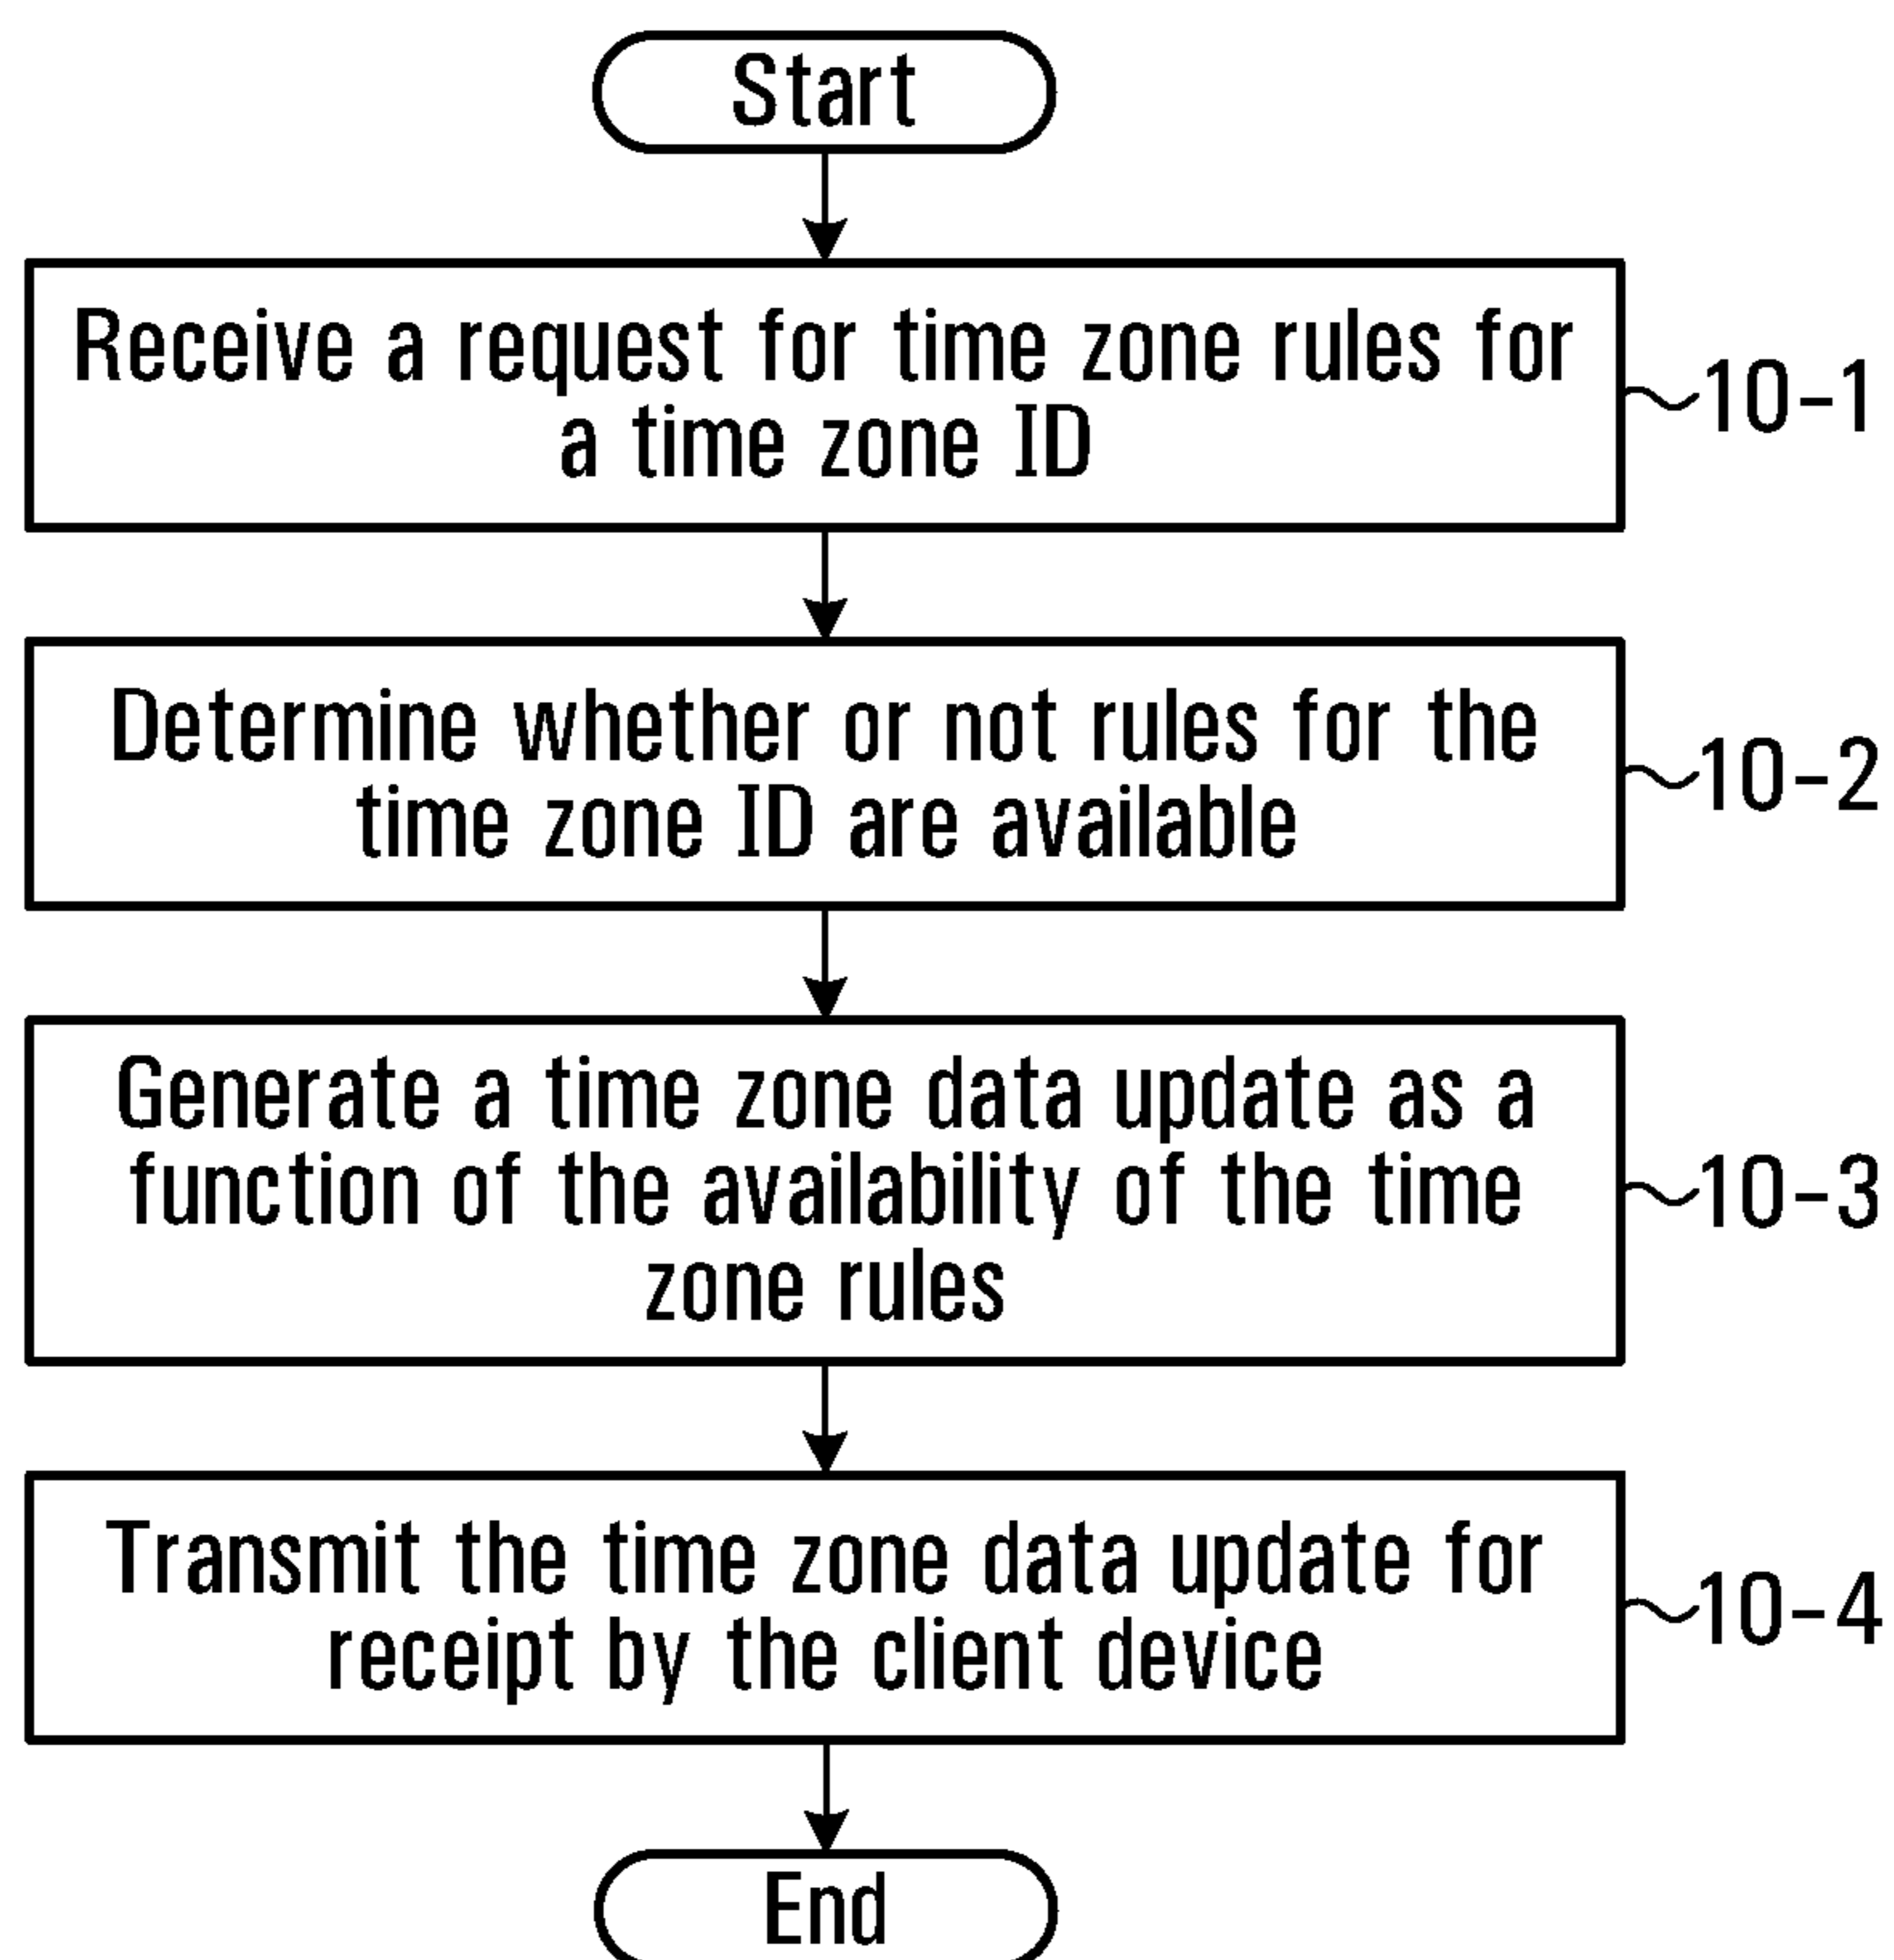 Start
Receive a request for time zone rules for
a time zone ID
10-1
Determine whether or not rules for the
time zone ID are available
10-2
Generate a time zone data update as a
function of the availability of the time
zone rules
10-3
Transmit the time zone data update for
receipt by the client device
10-4
End